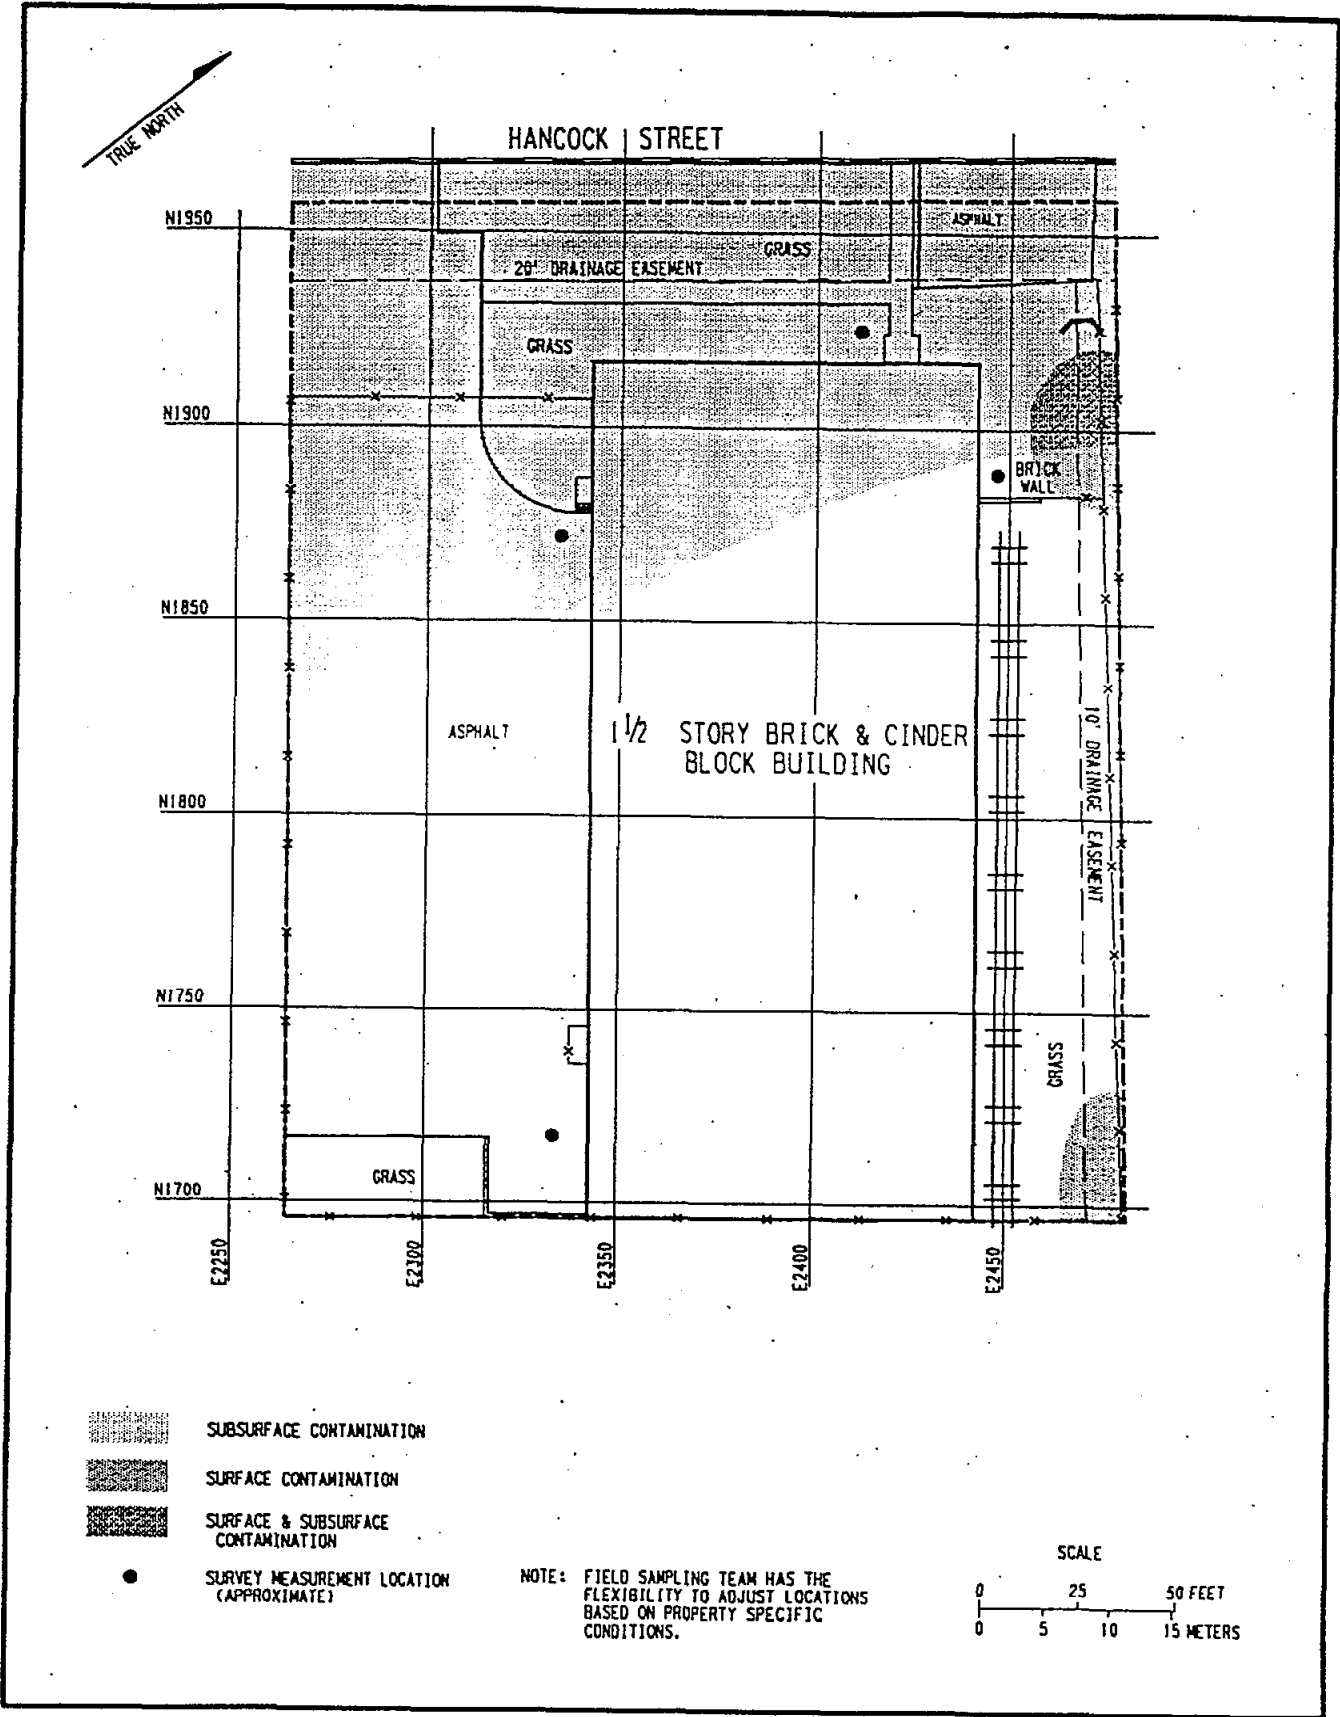 TRUE NORTH
HANCOCK STREET
N1950
ASPHALT
GRASS
20' DRAINAGE EASEMENT
GRASS
N1900
BRICK
WALL
N1850
ASPHALT
1 1/2 STORY BRICK & CINDER
BLOCK BUILDING
10' DRAINAGE EASEMENT
N1800
N1750
GRASS
GRASS
N1700
E2250
E2300
E2350
E2400
E2450
SUBSURFACE CONTAMINATION
SURFACE CONTAMINATION
SURFACE & SUBSURFACE
CONTAMINATION
SURVEY MEASUREMENT LOCATION
(APPROXIMATE)
NOTE: FIELD SAMPLING TEAM HAS THE
FLEXIBILITY TO ADJUST LOCATIONS
BASED ON PROPERTY SPECIFIC
CONDITIONS.
SCALE
0 25 50 FEET
0 5 10 15 METERS